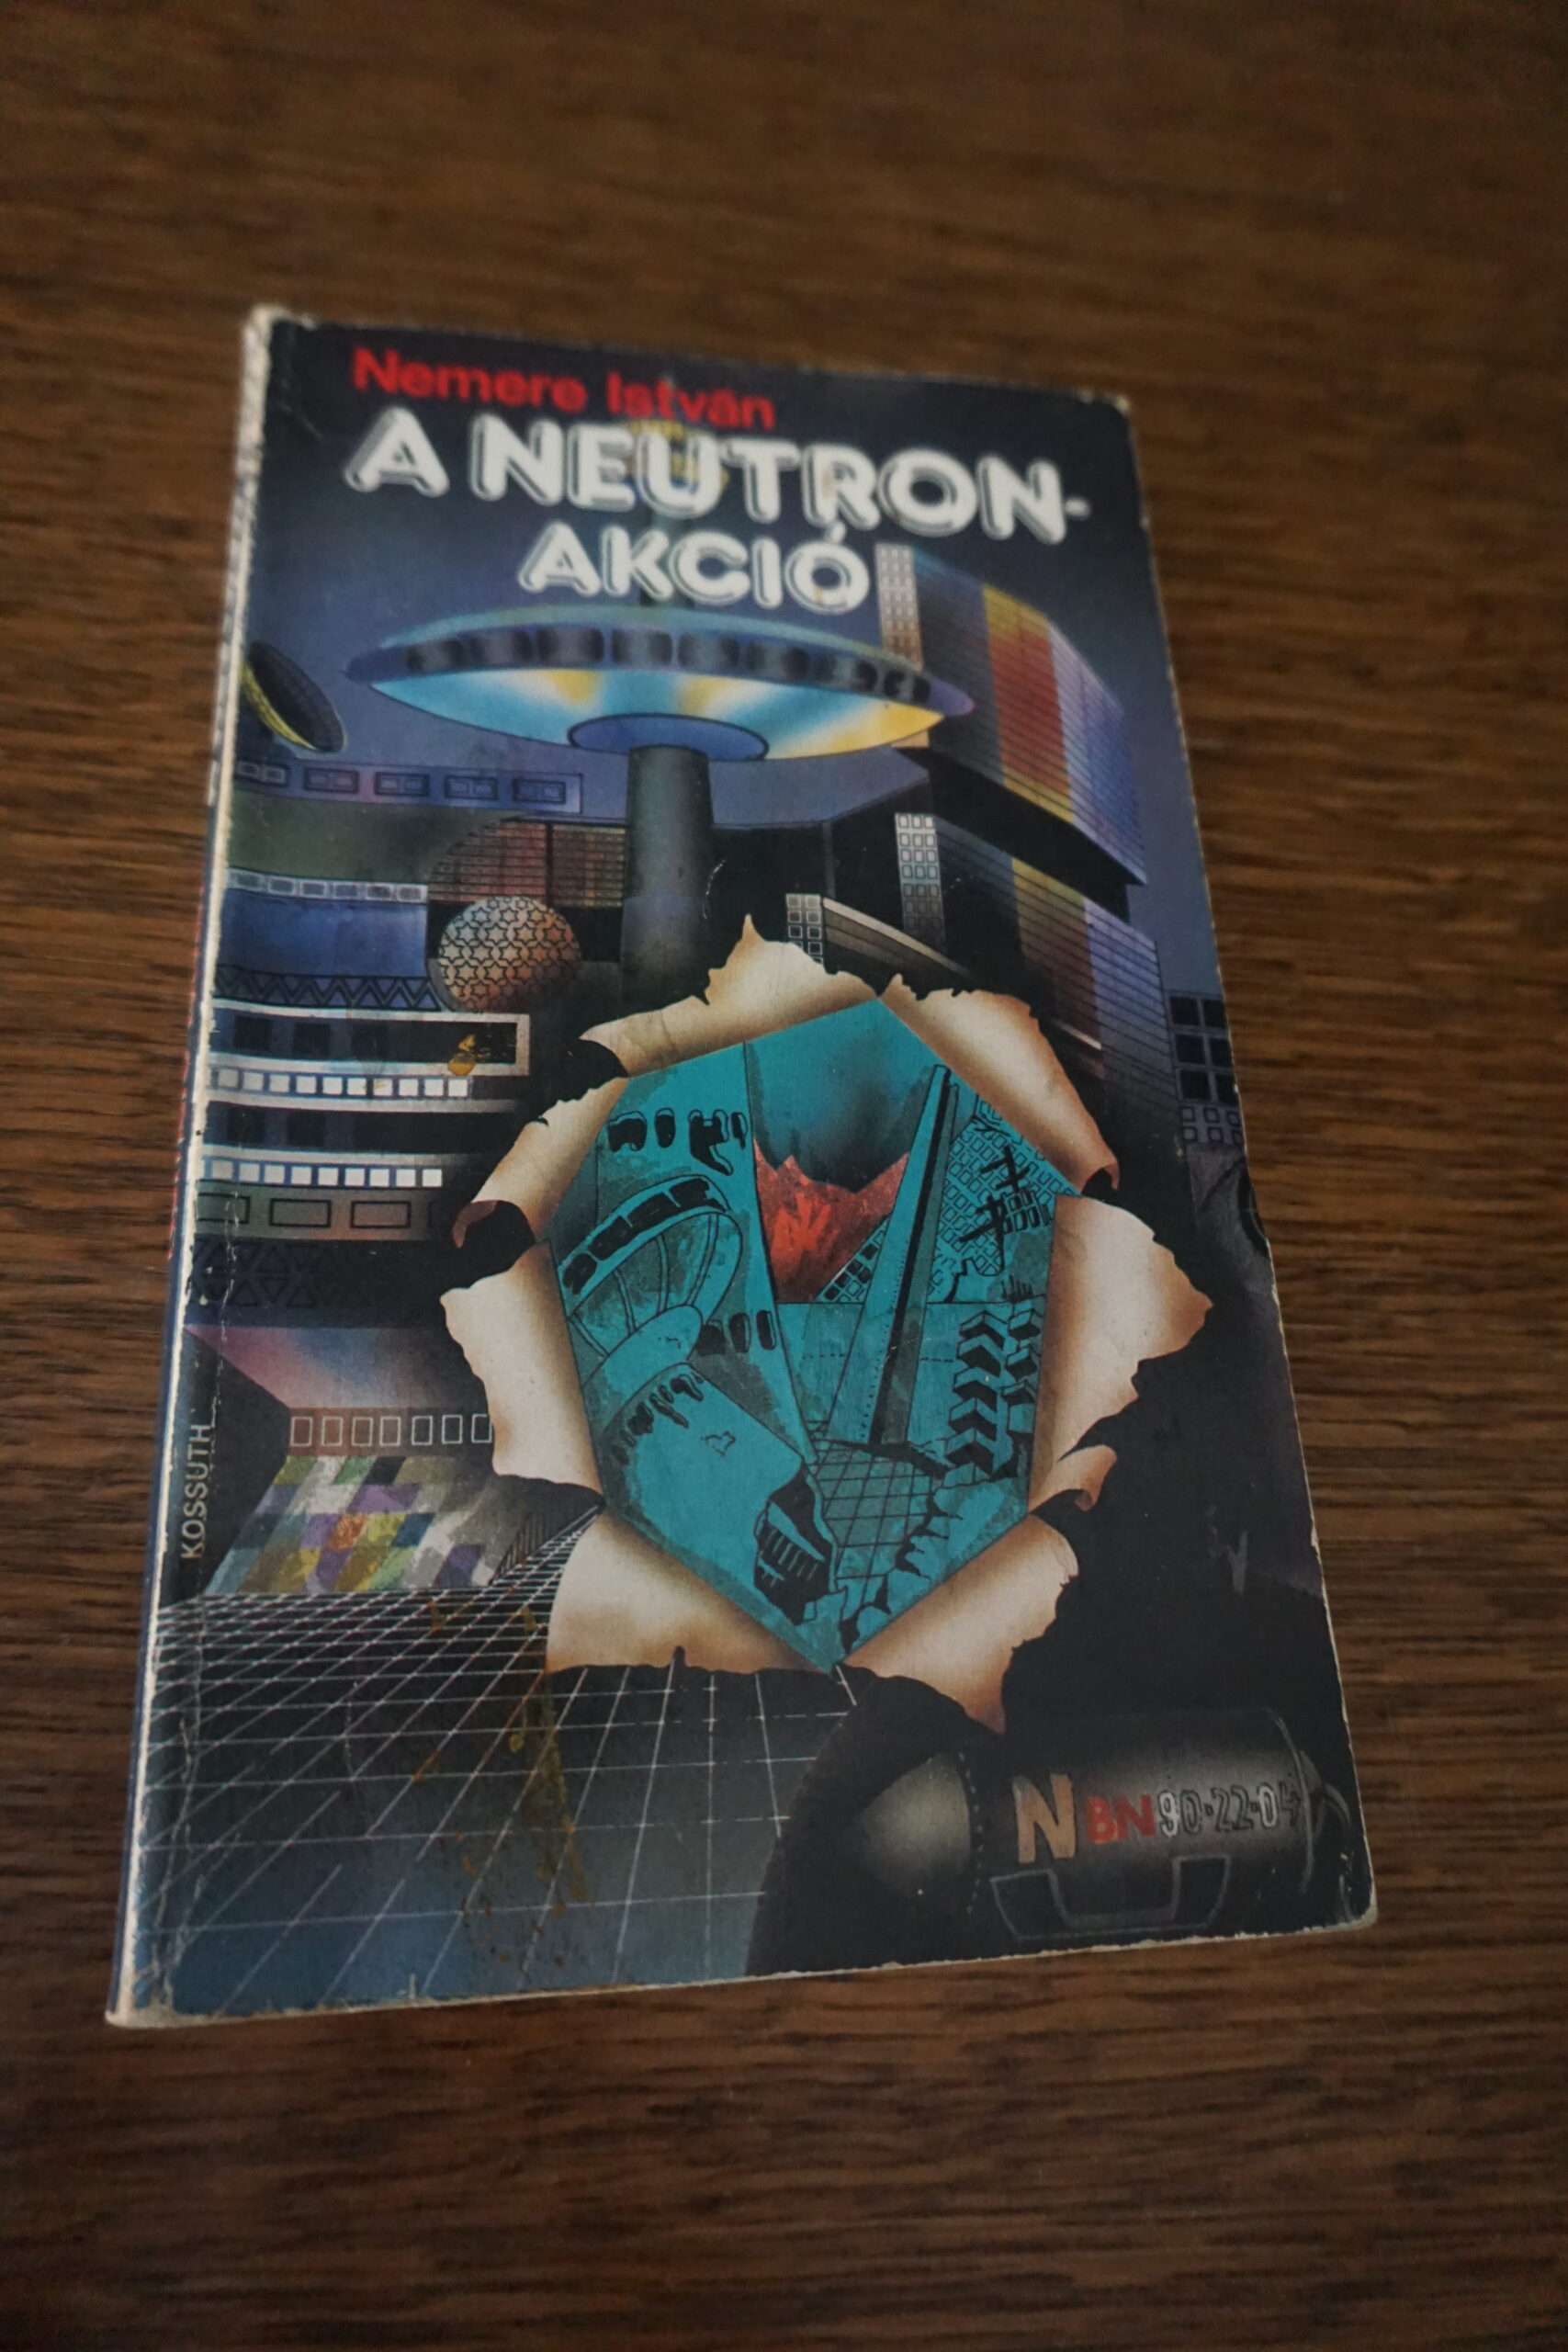 Nemere István
A NEUTRON-
AKCIÓ
KOSSUTH
N BN 90-22-04